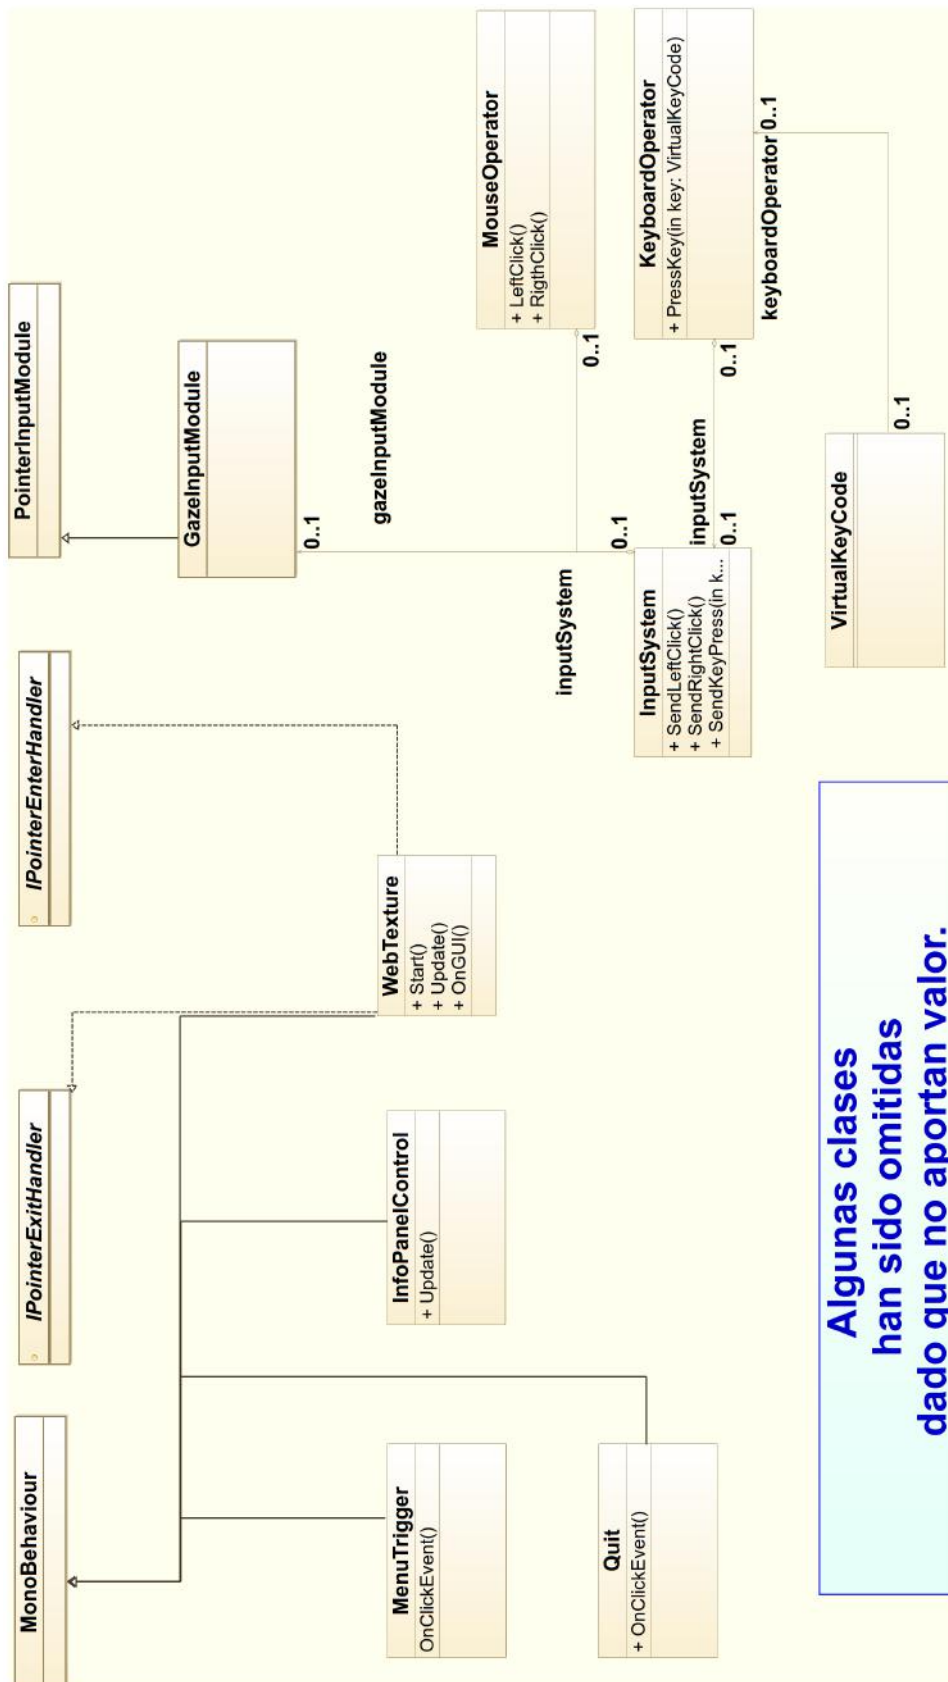 MonoBehaviour
IPointerExitHandler
IPointerEnterHandler
PointerInputModule
GazeInputModule
0..1
gazeInputModule
MenuTrigger
OnClickEvent()
InfoPanelControl
+ Update()
WebTexture
+ Start()
+ Update()
+ OnGUI()
MouseOperator
+ LeftClick()
+ RigthClick()
0..1
inputSystem
0..1
Quit
+ OnClickEvent()
InputSystem
+ SendLeftClick()
+ SendRightClick()
+ SendKeyPress(in k...
inputSystem
0..1
KeyboardOperator
+ PressKey(in key: VirtualKeyCode)
0..1
keyboardOperator 0..1
VirtualKeyCode
0..1
Algunas clases
han sido omitidas
dado que no aportan valor.